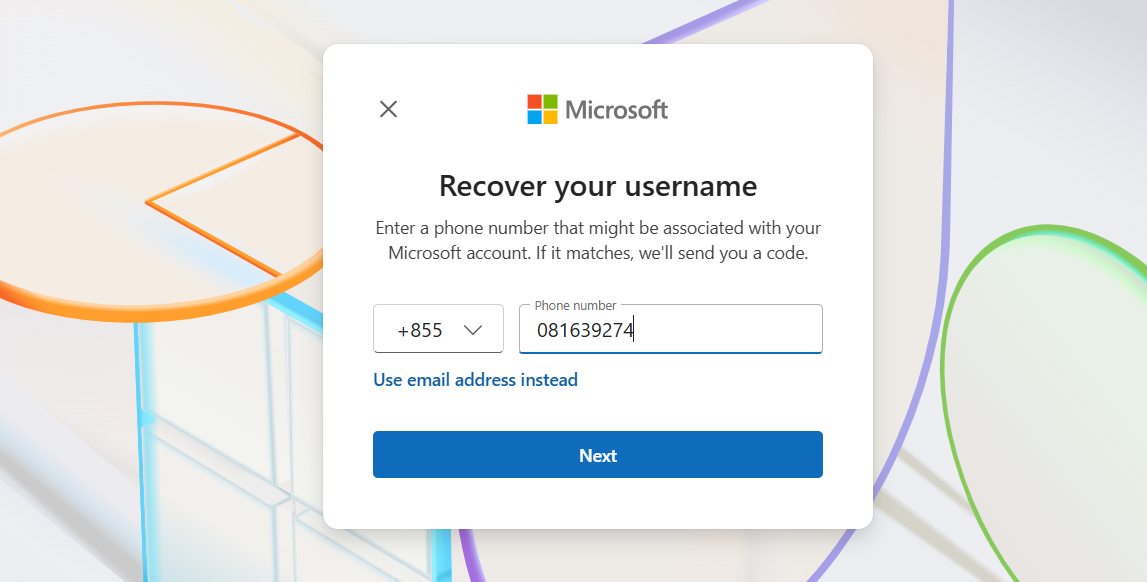 Microsoft
Recover your username
Enter a phone number that might be associated with your
Microsoft account. If it matches, we'll send you a code.
Phone number
+855
081639274
Use email address instead
Next